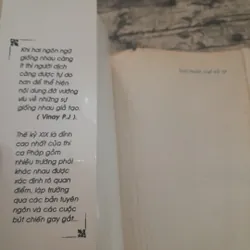 Khi hai ngôn ngữ
giống nhau càng
ít thì người dịch
càng được tự do
hơn để thể hiện
nội dung đỡ vướng
víu về những sự
giống nhau giả tạo.
( Vinay P.J ).
Thế kỷ XIX là đỉnh
cao nhất của thi
ca Pháp gồm
nhiều trường phái
khác nhau được
xác định rõ quan
điểm, lập trường
qua các bản tuyên
ngôn và các cuộc
bút chiến gay gắt...